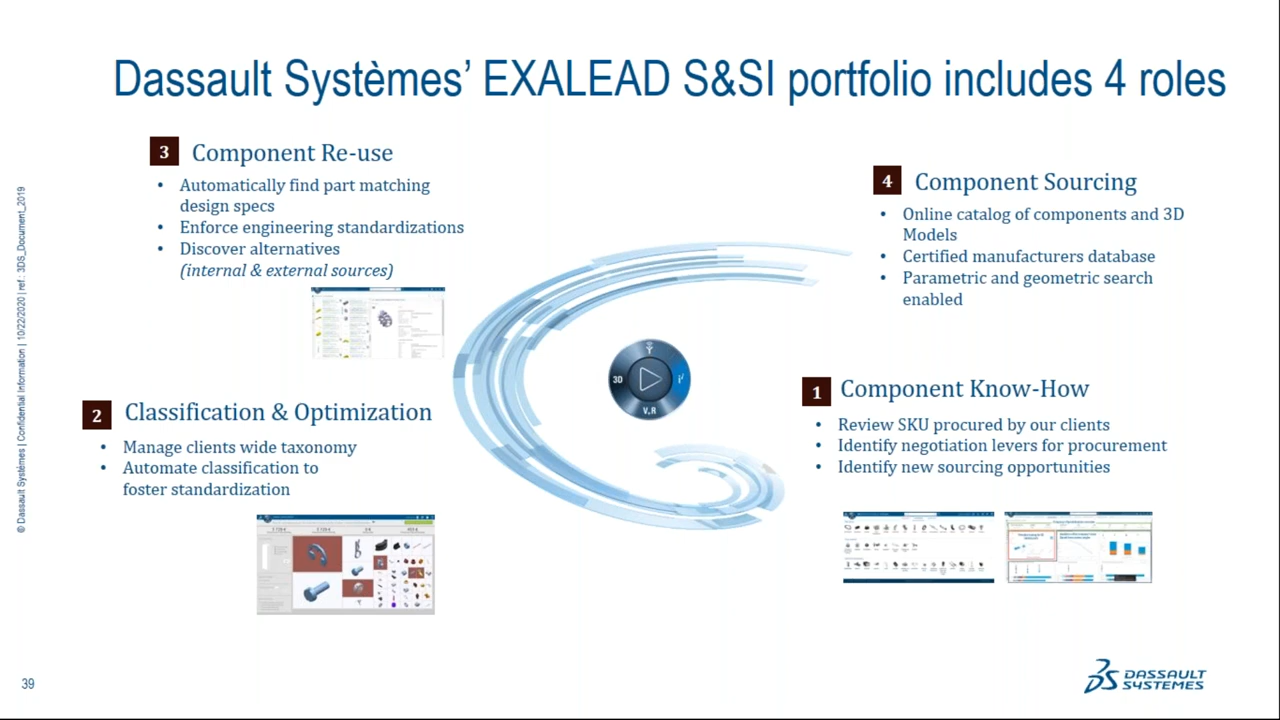 Dassault Systèmes’ EXALEAD S&SI portfolio includes 4 roles
3 Component Re-use
• Automatically find part matching
design specs
• Enforce engineering standardizations
• Discover alternatives
(internal & external sources)
4 Component Sourcing
• Online catalog of components and 3D
Models
• Certified manufacturers database
• Parametric and geometric search
enabled
3D
V,R
1 Component Know-How
• Review SKU procured by our clients
• Identify negotiation levers for procurement
• Identify new sourcing opportunities
2 Classification & Optimization
• Manage clients wide taxonomy
• Automate classification to
foster standardization
© Dassault Systèmes | Confidential Information | 10/22/2020 | ref.: 3DS_Document_2019
39
DASSAULT
SYSTEMES